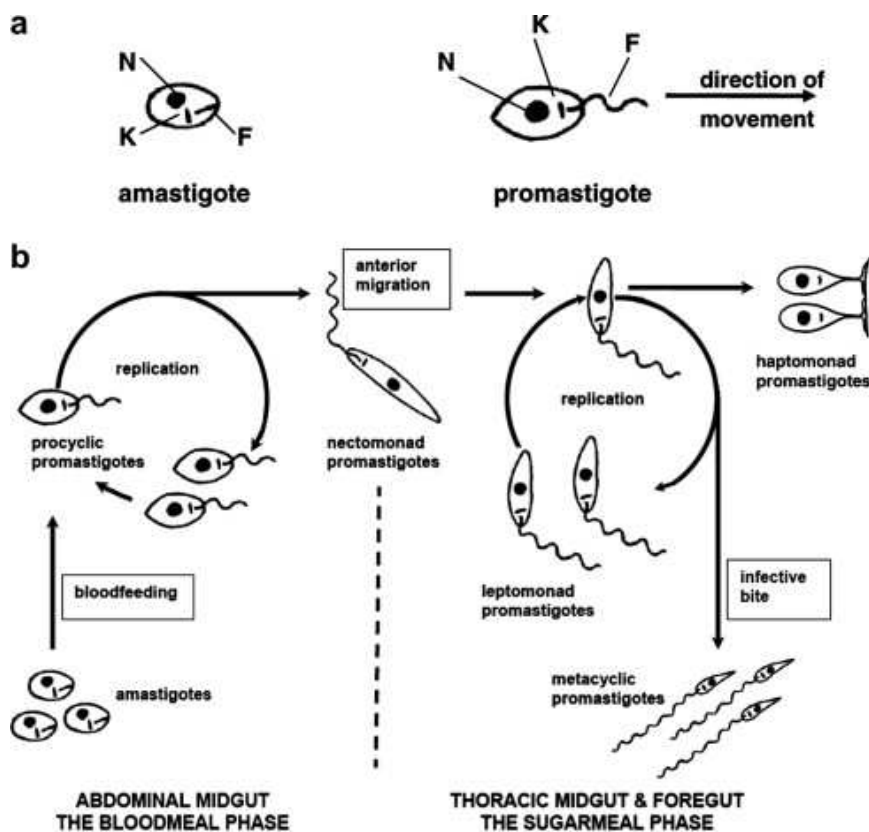 a
N
K
F
amastigote
N
K
F
direction of
movement
promastigote
b
anterior
migration
replication
procyclic
promastigotes
nectomonad
promastigotes
replication
haptomonad
promastigotes
bloodfeeding
leptomonad
promastigotes
infective
bite
amastigotes
metacyclic
promastigotes
ABDOMINAL MIDGUT
THE BLOODMEAL PHASE
THORACIC MIDGUT & FOREGUT
THE SUGARMEAL PHASE